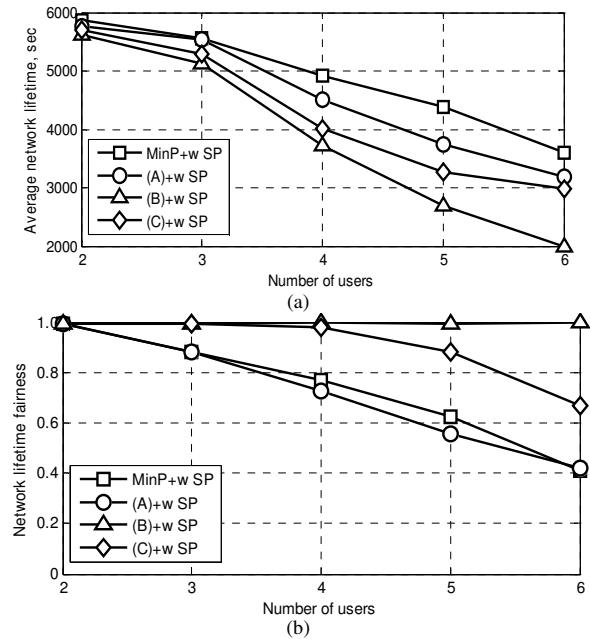 6000
5000
4000
3000
2000
Average network lifetime, sec
MinP+w SP
(A)+w SP
(B)+w SP
(C)+w SP
2 3 4 5 6
Number of users
(a)
1.0
0.8
0.6
0.4
0.2
0
Network lifetime fairness
MinP+w SP
(A)+w SP
(B)+w SP
(C)+w SP
2 3 4 5 6
Number of users
(b)